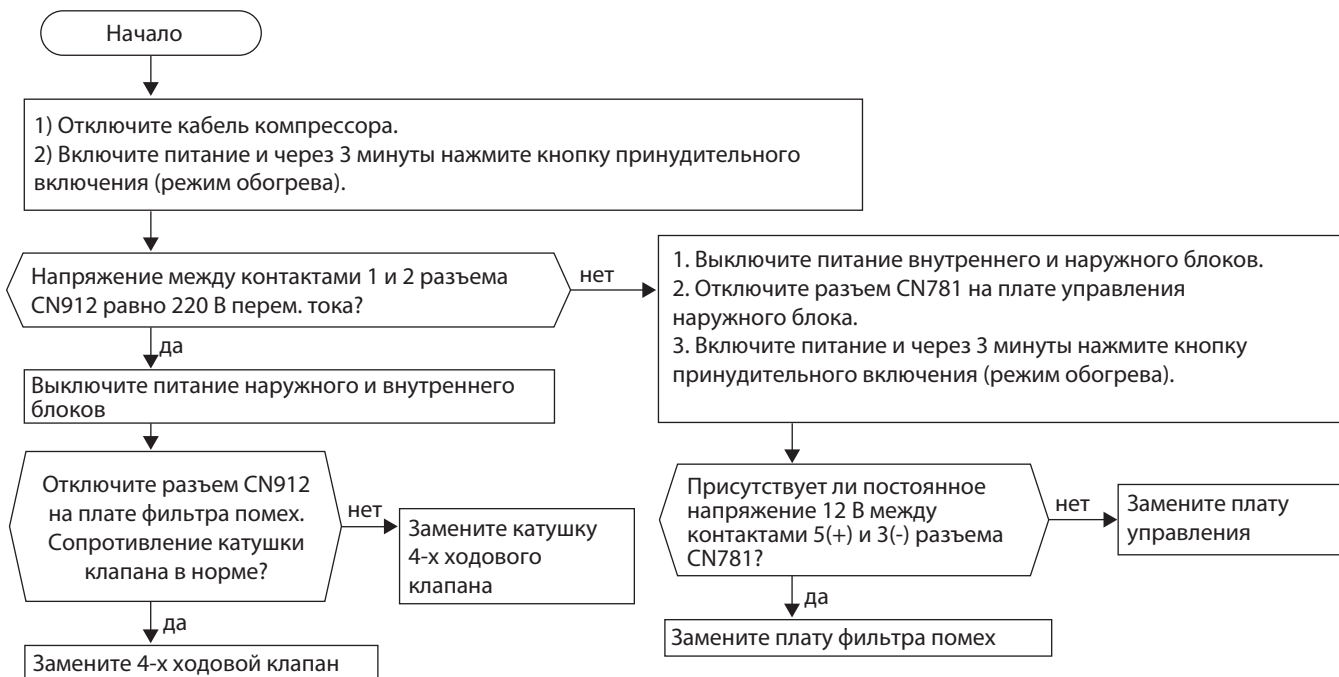 Начало
1) Отключите кабель компрессора.
2) Включите питание и через 3 минуты нажмите кнопку принудительного
включения (режим обогрева).
Напряжение между контактами 1 и 2 разъема
CN912 равно 220 В перем. тока?
нет
да
1. Выключите питание внутреннего и наружного блоков.
2. Отключите разъем CN781 на плате управления
наружного блока.
3. Включите питание и через 3 минуты нажмите кнопку
принудительного включения (режим обогрева).
Выключите питание наружного и внутреннего
блоков
Отключите разъем CN912
на плате фильтра помех.
Сопротивление катушки
клапана в норме?
нет
Замените катушку
4-х ходового
клапана
да
Замените 4-х ходовой клапан
Присутствует ли постоянное
напряжение 12 В между
контактами 5(+) и 3(-) разъема
CN781?
нет
Замените плату
управления
да
Замените плату фильтра помех